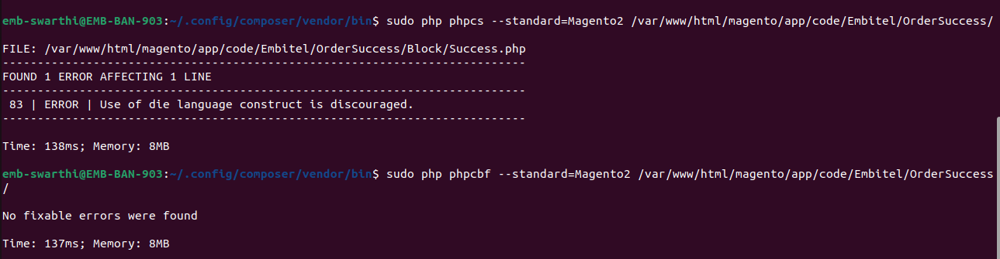 emb-swarthi@EMB-BAN-903:~/.config/composer/vendor/bin$ sudo php phpcs --standard=Magento2 /var/www/html/magento/app/code/Embitel/OrderSuccess/
FILE: /var/www/html/magento/app/code/Embitel/OrderSuccess/Block/Success.php
---------------------------------------------------------------------------
FOUND 1 ERROR AFFECTING 1 LINE
---------------------------------------------------------------------------
 83 | ERROR | Use of die language construct is discouraged.
---------------------------------------------------------------------------
Time: 138ms; Memory: 8MB
emb-swarthi@EMB-BAN-903:~/.config/composer/vendor/bin$ sudo php phpcbf --standard=Magento2 /var/www/html/magento/app/code/Embitel/OrderSuccess
/
No fixable errors were found
Time: 137ms; Memory: 8MB